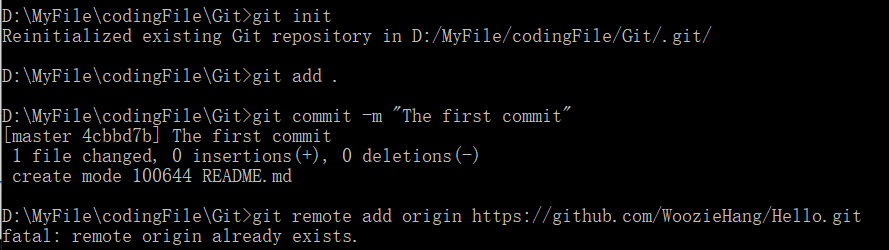 D:\MyFile\codingFile\Git>git init
Reinitialized existing Git repository in D:/MyFile/codingFile/Git/.git/
D:\MyFile\codingFile\Git>git add .
D:\MyFile\codingFile\Git>git commit -m "The first commit"
[master 4cbbd7b] The first commit
 1 file changed, 0 insertions(+), 0 deletions(-)
 create mode 100644 README.md
D:\MyFile\codingFile\Git>git remote add origin https://github.com/WoozieHang/Hello.git
fatal: remote origin already exists.